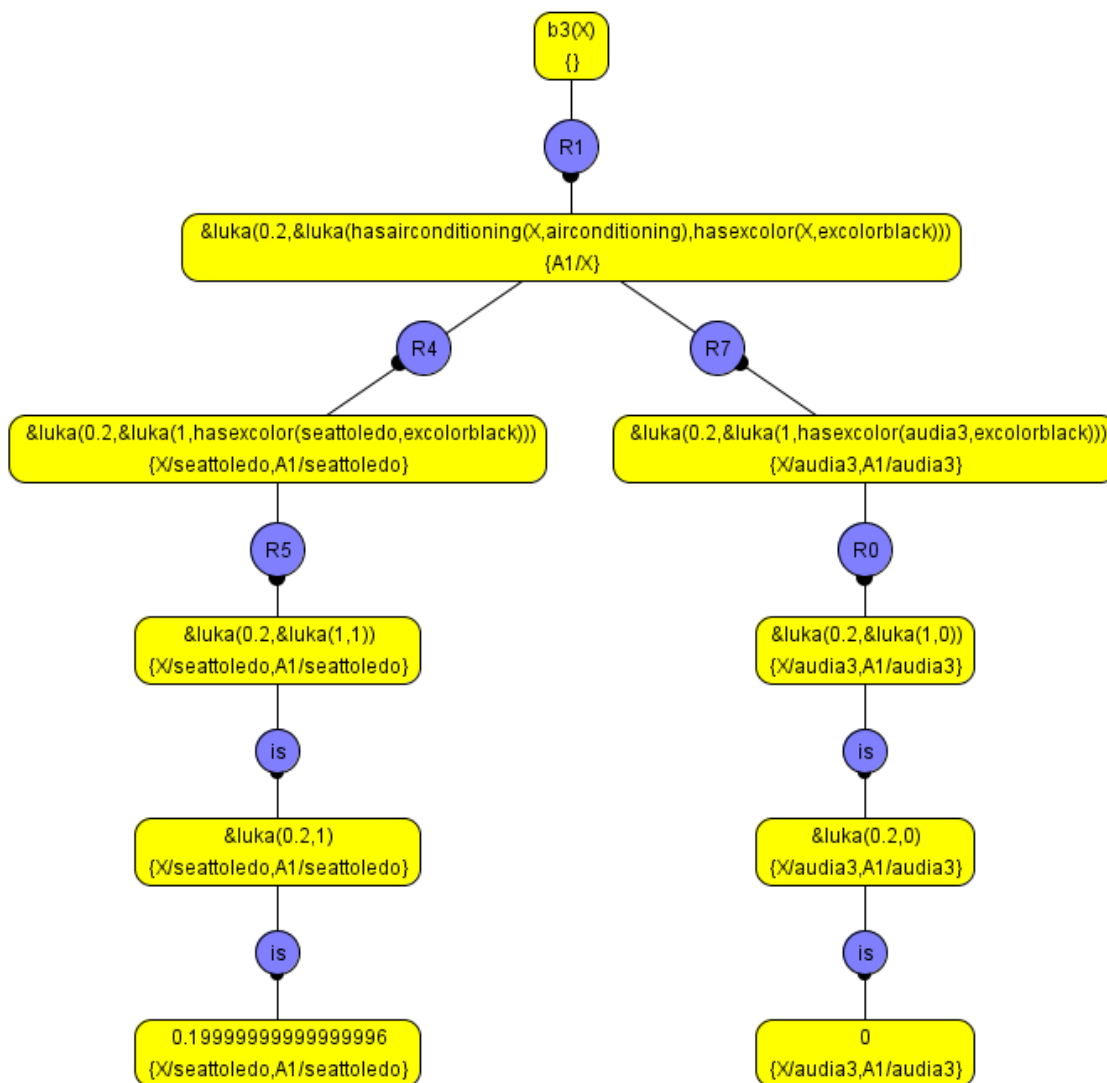 b3(X)
{}
R1
&luka(0.2,&luka(hasairconditioning(X,airconditioning),hasexcolor(X,excolorblack)))
{A1/X}
R4
R7
&luka(0.2,&luka(1,hasexcolor(seattoledo,excolorblack)))
{X/seattoledo,A1/seattoledo}
&luka(0.2,&luka(1,hasexcolor(audia3,excolorblack)))
{X/audia3,A1/audia3}
R5
R0
&luka(0.2,&luka(1,1))
{X/seattoledo,A1/seattoledo}
&luka(0.2,&luka(1,0))
{X/audia3,A1/audia3}
is
is
&luka(0.2,1)
{X/seattoledo,A1/seattoledo}
&luka(0.2,0)
{X/audia3,A1/audia3}
is
is
0.19999999999999996
{X/seattoledo,A1/seattoledo}
0
{X/audia3,A1/audia3}